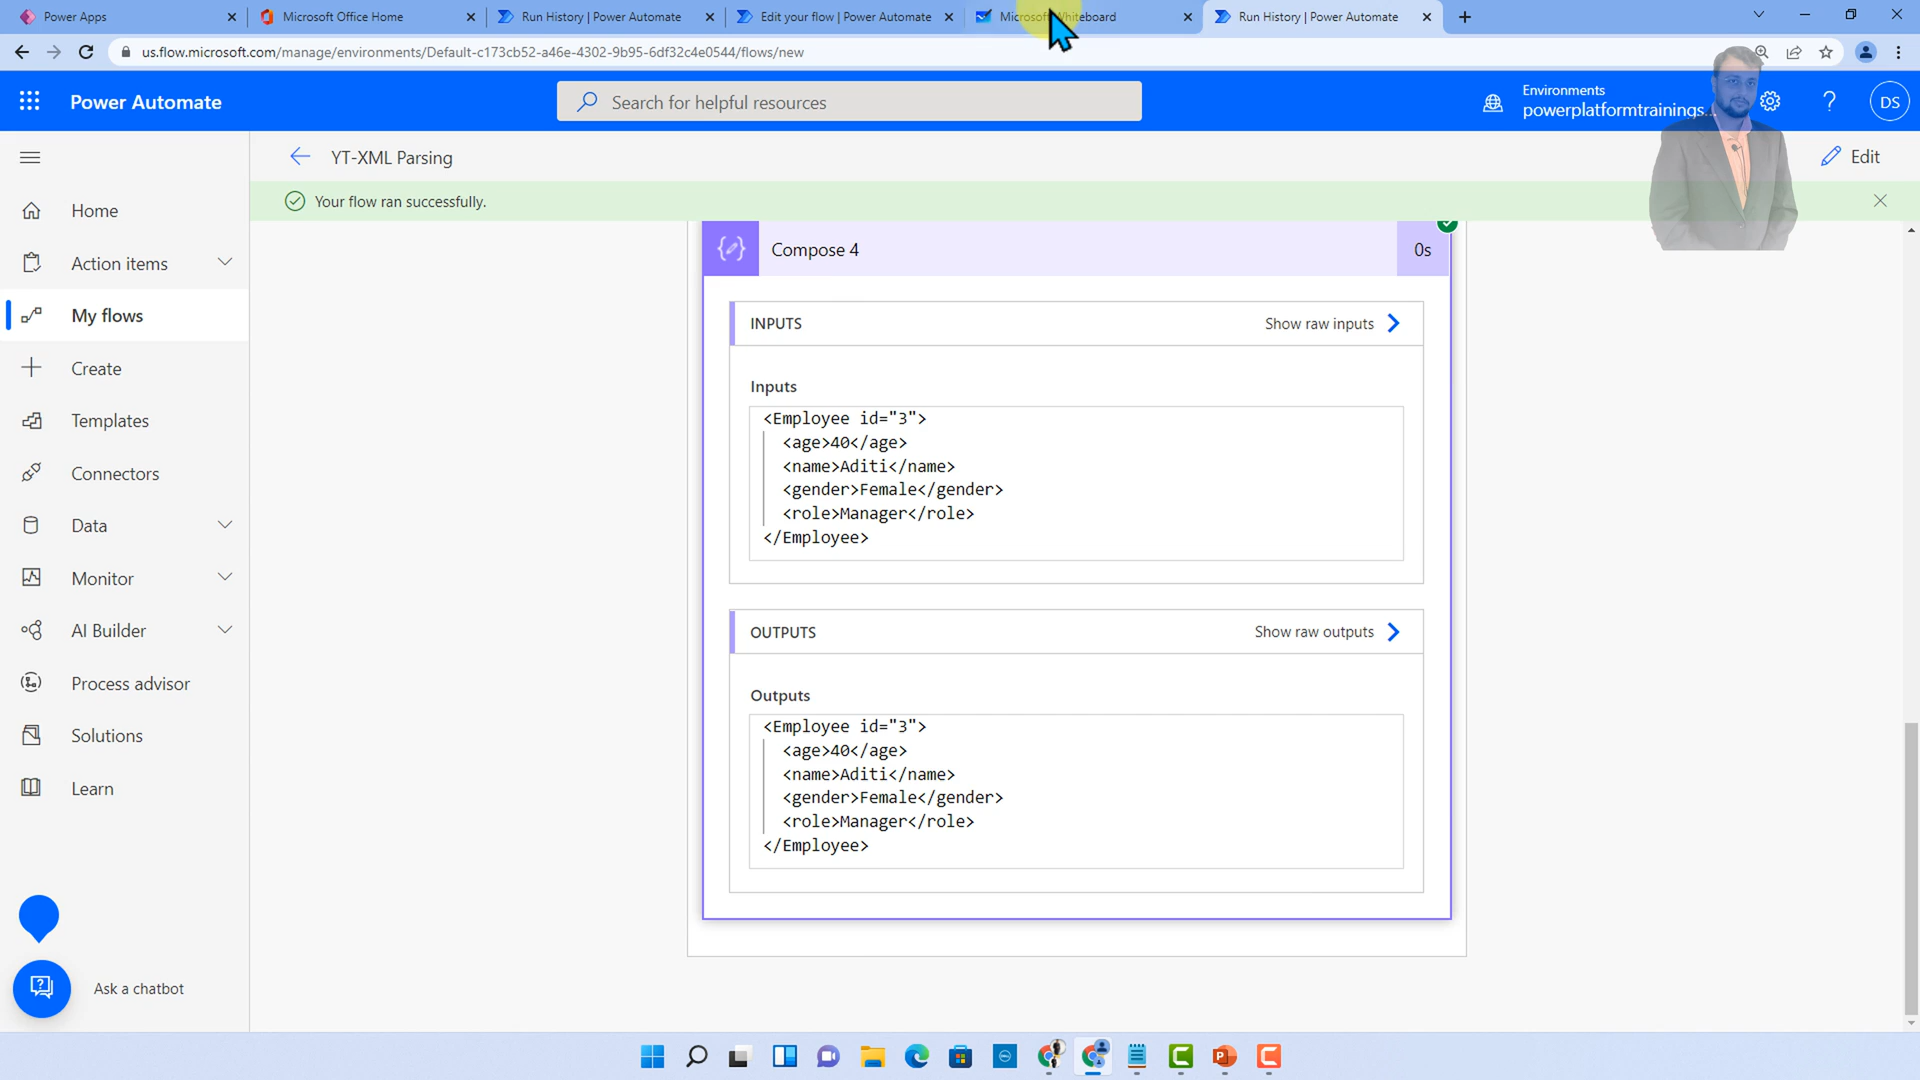 Power Apps
Microsoft Office Home
Run History | Power Automate
Edit your flow | Power Automate
Microsoft Whiteboard
Run History | Power Automate
us.flow.microsoft.com/manage/environments/Default-c173cb52-a46e-4302-9b95-6df32c4e0544/flows/new
Power Automate
Search for helpful resources
Environments
powerplatformtrainings...
DS
YT-XML Parsing
Edit
Your flow ran successfully.
Home
Action items
My flows
Create
Templates
Connectors
Data
Monitor
AI Builder
Process advisor
Solutions
Learn
Ask a chatbot
Compose 4
0s
INPUTS
Show raw inputs
Inputs
<Employee id="3">
<age>40</age>
<name>Aditi</name>
<gender>Female</gender>
<role>Manager</role>
</Employee>
OUTPUTS
Show raw outputs
Outputs
<Employee id="3">
<age>40</age>
<name>Aditi</name>
<gender>Female</gender>
<role>Manager</role>
</Employee>